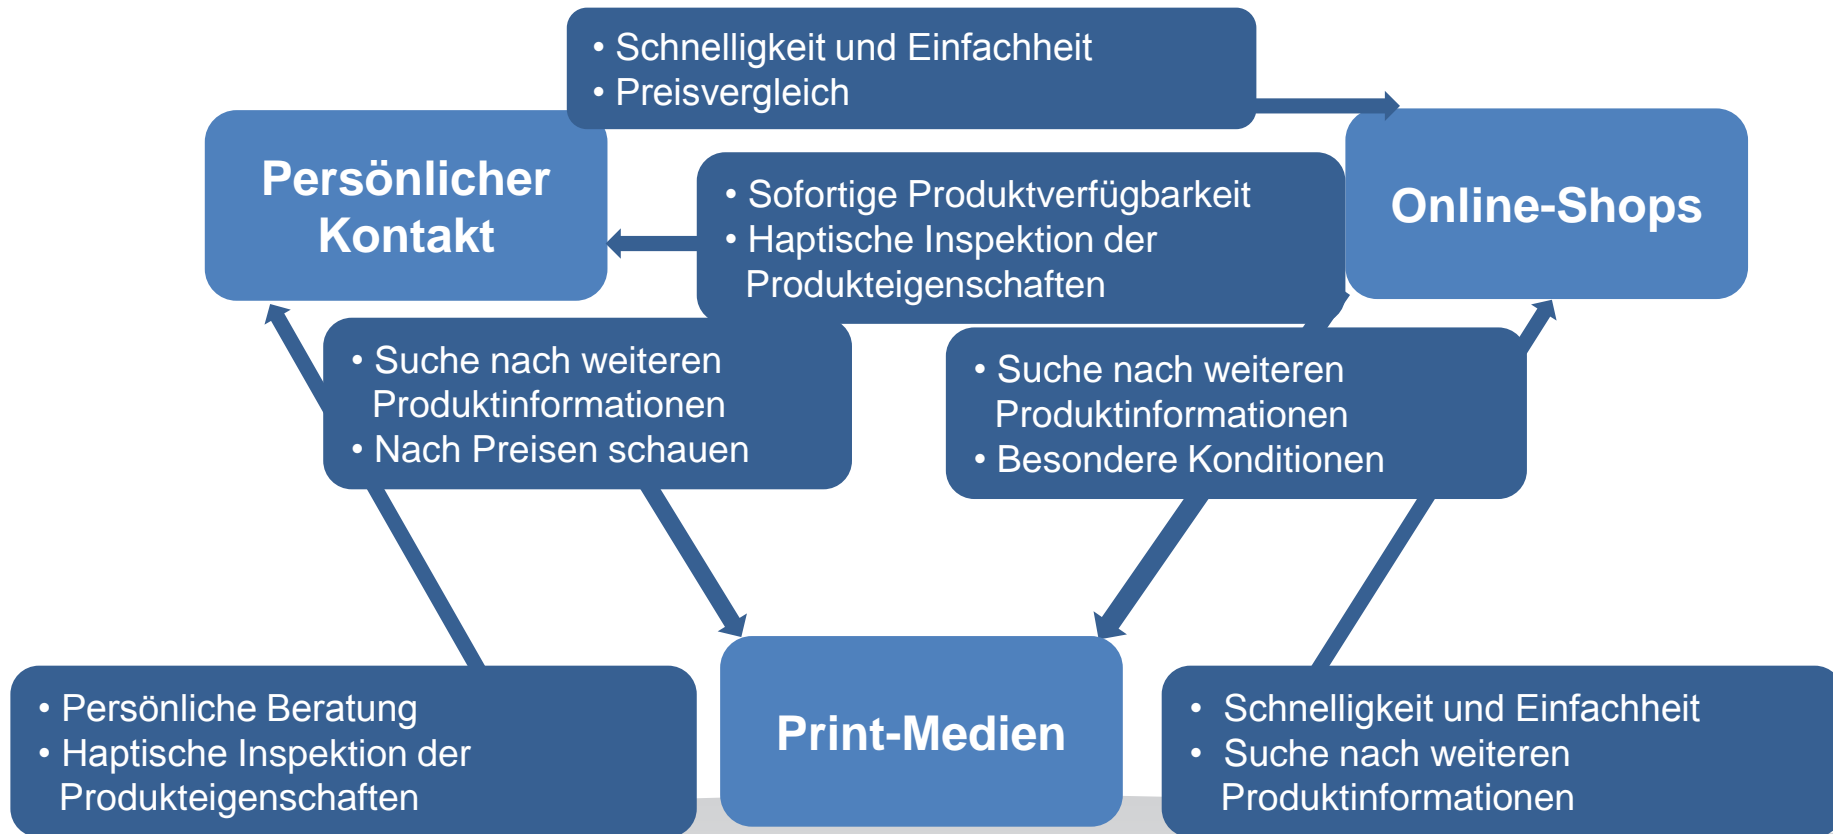 • Schnelligkeit und Einfachheit
• Preisvergleich
Persönlicher
Kontakt
• Sofortige Produktverfügbarkeit
• Haptische Inspektion der
Produkteigenschaften
Online-Shops
• Suche nach weiteren
Produktinformationen
• Nach Preisen schauen
• Suche nach weiteren
Produktinformationen
• Besondere Konditionen
• Persönliche Beratung
• Haptische Inspektion der
Produkteigenschaften
Print-Medien
• Schnelligkeit und Einfachheit
• Suche nach weiteren
Produktinformationen